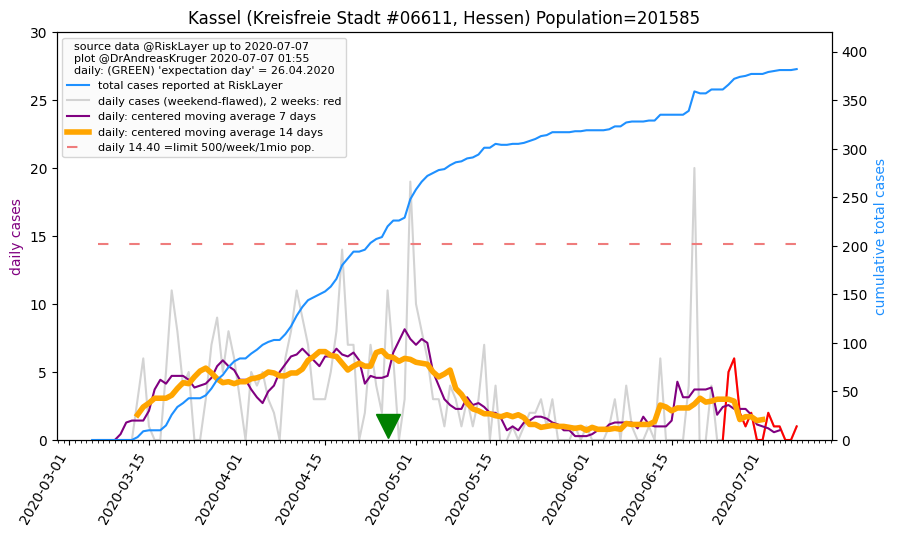 Kassel (Kreisfreie Stadt #06611, Hessen) Population=201585
source data @RiskLayer up to 2020-07-07
plot @DrAndreasKruger 2020-07-07 01:55
daily: (GREEN) 'expectation day' = 26.04.2020
total cases reported at RiskLayer
daily cases (weekend-flawed), 2 weeks: red
daily: centered moving average 7 days
daily: centered moving average 14 days
daily 14.40 =limit 500/week/1mio pop.
daily cases
30
25
20
15
10
5
0
cumulative total cases
400
350
300
250
200
150
100
50
0
2020-03-01
2020-03-15
2020-04-01
2020-04-15
2020-05-01
2020-05-15
2020-06-01
2020-06-15
2020-07-01